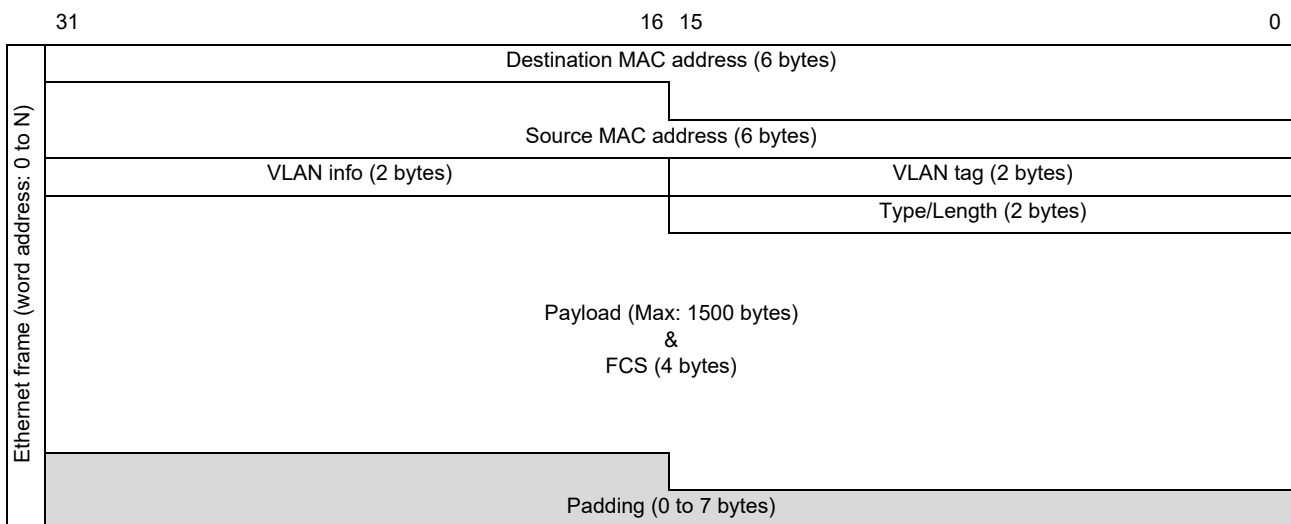 31 16 15 0
Ethernet frame (word address: 0 to N)
Destination MAC address (6 bytes)
Source MAC address (6 bytes)
VLAN info (2 bytes) VLAN tag (2 bytes)
Type/Length (2 bytes)
Payload (Max: 1500 bytes)
&
FCS (4 bytes)
Padding (0 to 7 bytes)